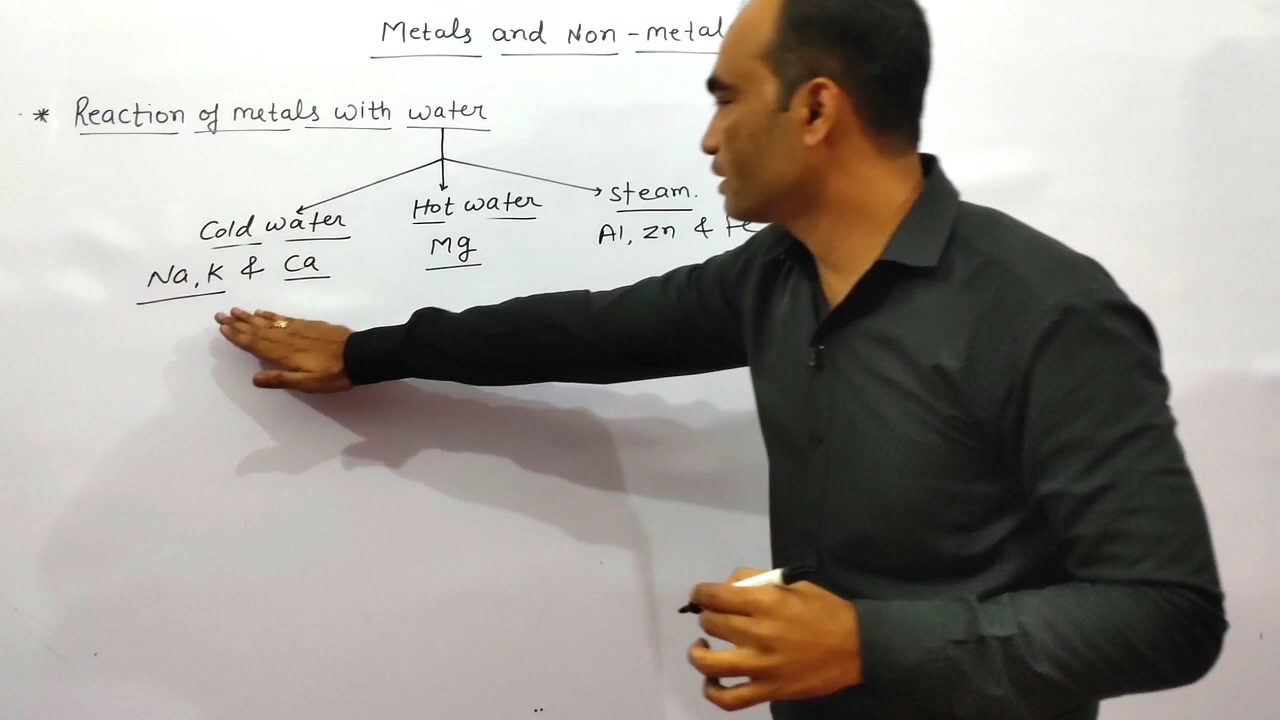 Metals and Non-metal
* Reaction of metals with water
Cold water
Hot water
steam.
Na, K & Ca
Mg
Al, Zn & Fe